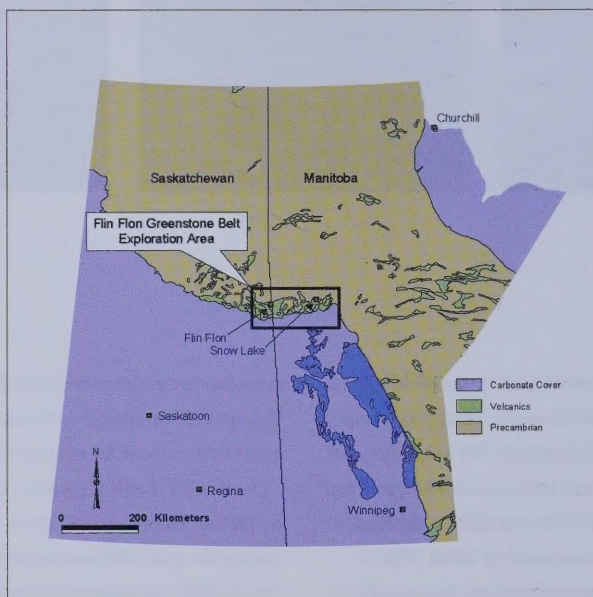 Churchill
Saskatchewan
Manitoba
Flin Flon Greenstone Belt
Exploration Area
Flin Flon
Snow Lake
Carbonate Cover
Volcanics
Precambrian
Saskatoon
N
Regina
Winnipeg
0 200 Kilometers